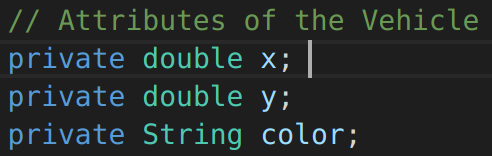 // Attributes of the Vehicle
private double x;
private double y;
private String color;